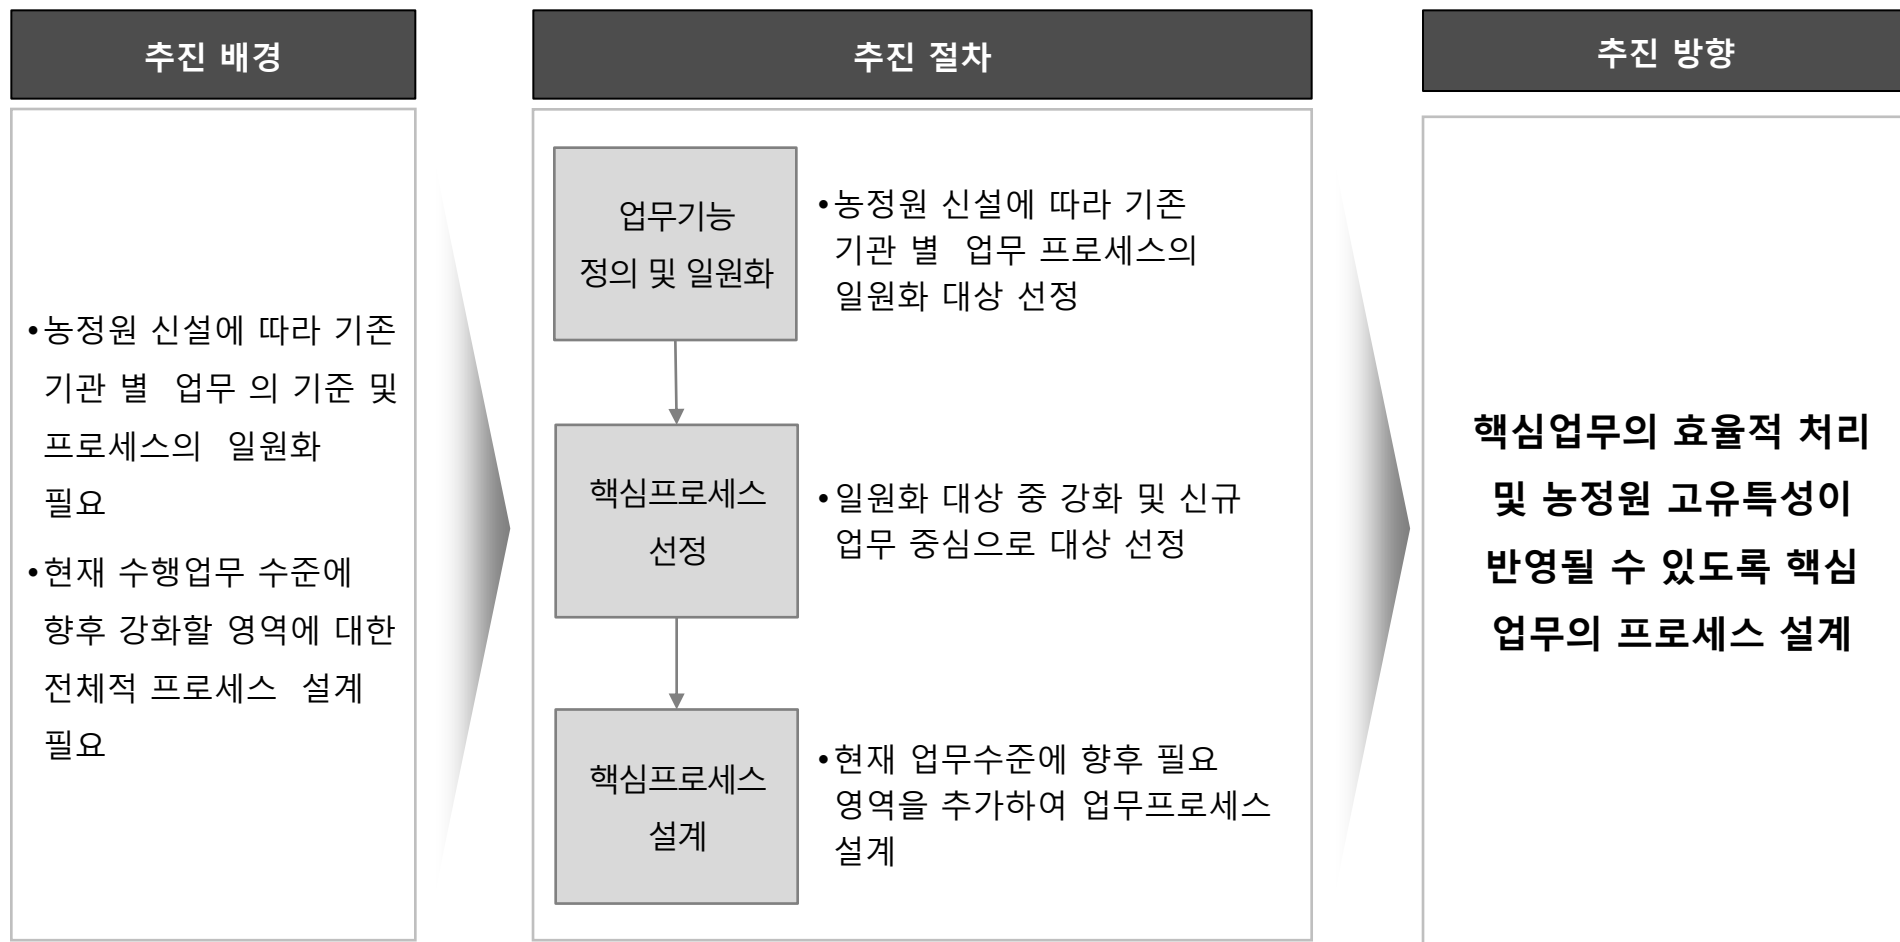 추진 배경
•농정원 신설에 따라 기존
기관 별 업무 의 기준 및
프로세스의 일원화
필요
•현재 수행업무 수준에
향후 강화할 영역에 대한
전체적 프로세스 설계
필요
추진 절차
업무기능
정의 및 일원화
•농정원 신설에 따라 기존
기관 별 업무 프로세스의
일원화 대상 선정
핵심프로세스
선정
•일원화 대상 중 강화 및 신규
업무 중심으로 대상 선정
핵심프로세스
설계
•현재 업무수준에 향후 필요
영역을 추가하여 업무프로세스
설계
추진 방향
핵심업무의 효율적 처리
및 농정원 고유특성이
반영될 수 있도록 핵심
업무의 프로세스 설계